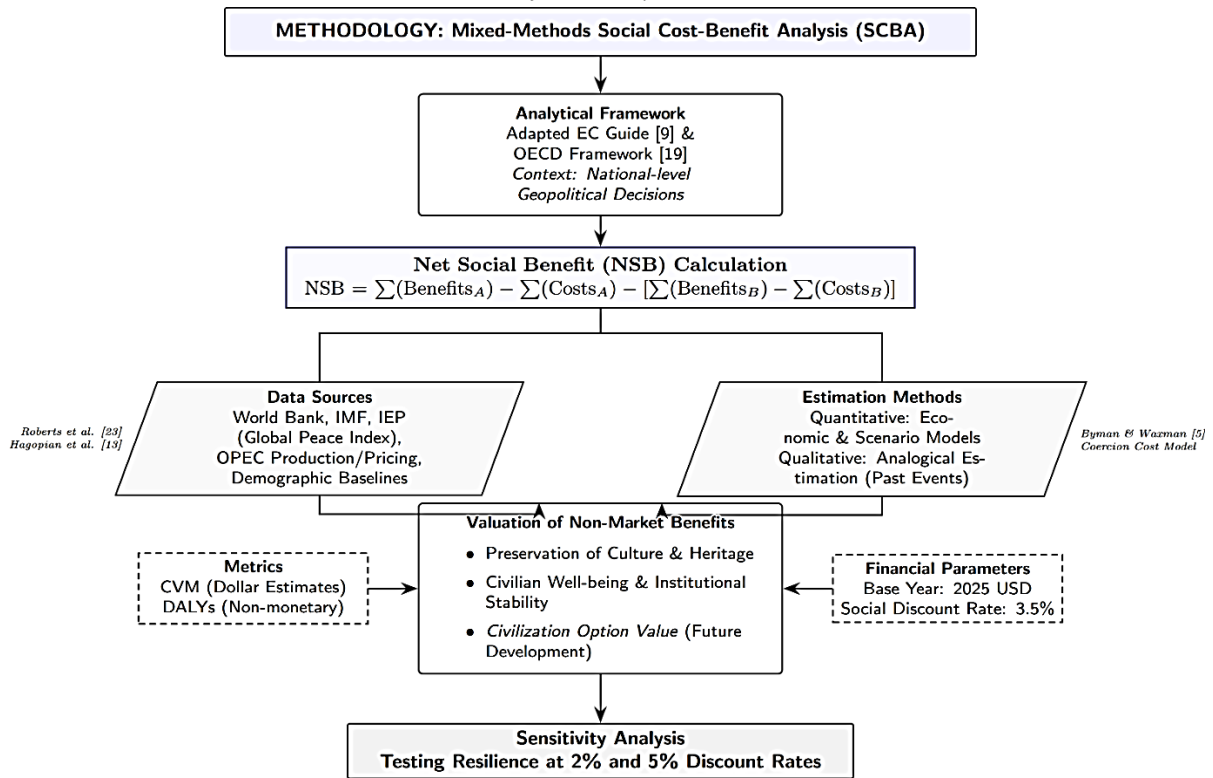 METHODOLOGY: Mixed-Methods Social Cost-Benefit Analysis (SCBA)
Analytical Framework
Adapted EC Guide [9] &
OECD Framework [19]
Context: National-level
Geopolitical Decisions
Net Social Benefit (NSB) Calculation
NSB = ∑(Benefits_A) − ∑(Costs_A) − [∑(Benefits_B) − ∑(Costs_B)]
Roberts et al. [23]
Hagopian et al. [13]
Data Sources
World Bank, IMF, IEP
(Global Peace Index),
OPEC Production/Pricing,
Demographic Baselines
Estimation Methods
Quantitative: Eco-
nomic & Scenario Models
Qualitative: Analogical Es-
timation (Past Events)
Byman & Waxman [5]
Coercion Cost Model
Valuation of Non-Market Benefits
• Preservation of Culture & Heritage
• Civilian Well-being & Institutional
Stability
• Civilization Option Value (Future
Development)
Metrics
CVM (Dollar Estimates)
DALYs (Non-monetary)
Financial Parameters
Base Year: 2025 USD
Social Discount Rate: 3.5%
Sensitivity Analysis
Testing Resilience at 2% and 5% Discount Rates